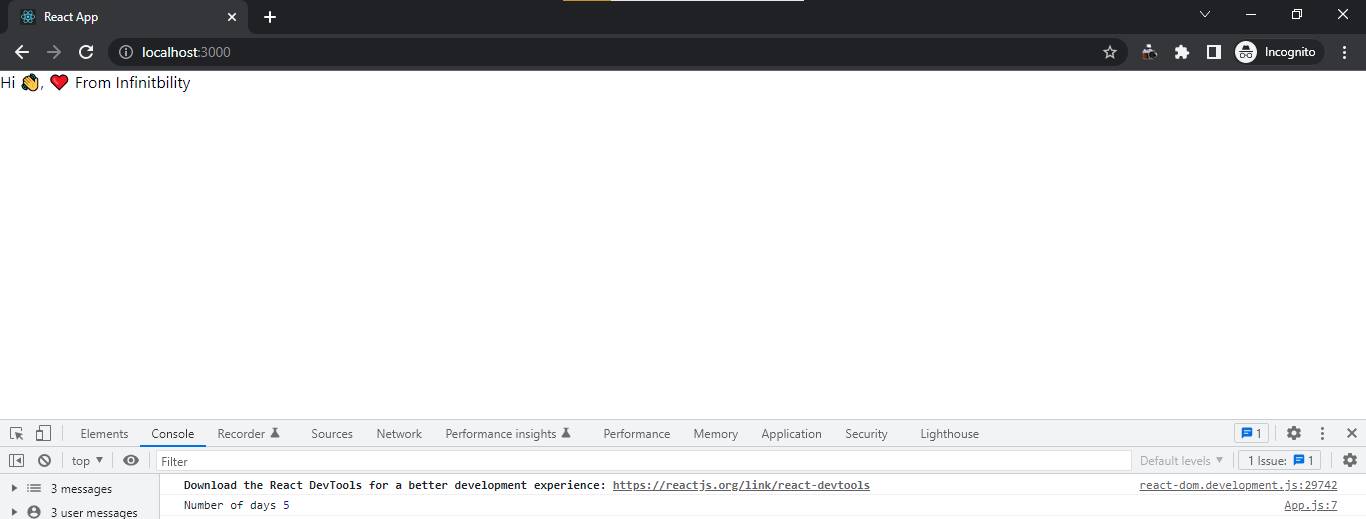 React App
localhost:3000
Incognito
Hi 👋, ❤️ From Infinitbility
Elements Console Recorder Sources Network Performance insights Performance Memory Application Security Lighthouse 1
top Filter Default levels 1 Issue: 1
3 messages
Download the React DevTools for a better development experience: https://reactjs.org/link/react-devtools react-dom.development.js:29742
3 user messages
Number of days 5 App.js:7